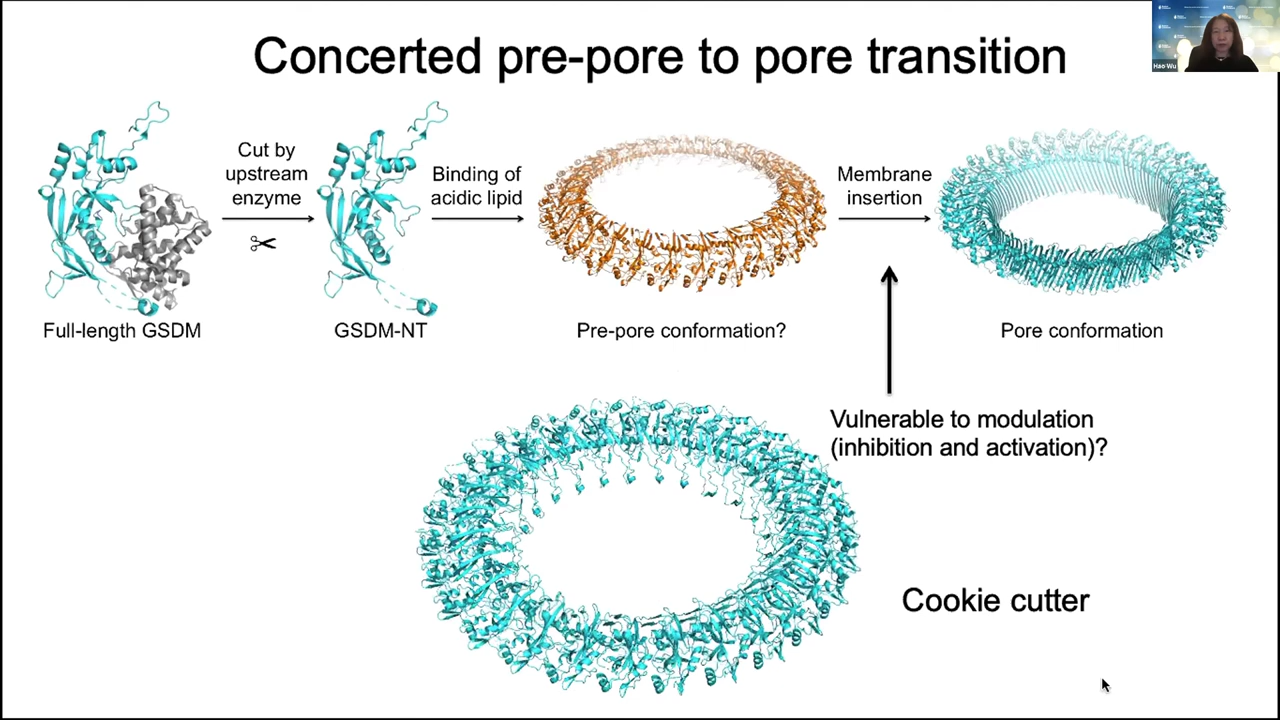 Concerted pre-pore to pore transition
Hao Wu
Cut by
upstream
enzyme
Binding of
acidic lipid
Membrane
insertion
Full-length GSDM
GSDM-NT
Pre-pore conformation?
Pore conformation
Vulnerable to modulation
(inhibition and activation)?
Cookie cutter